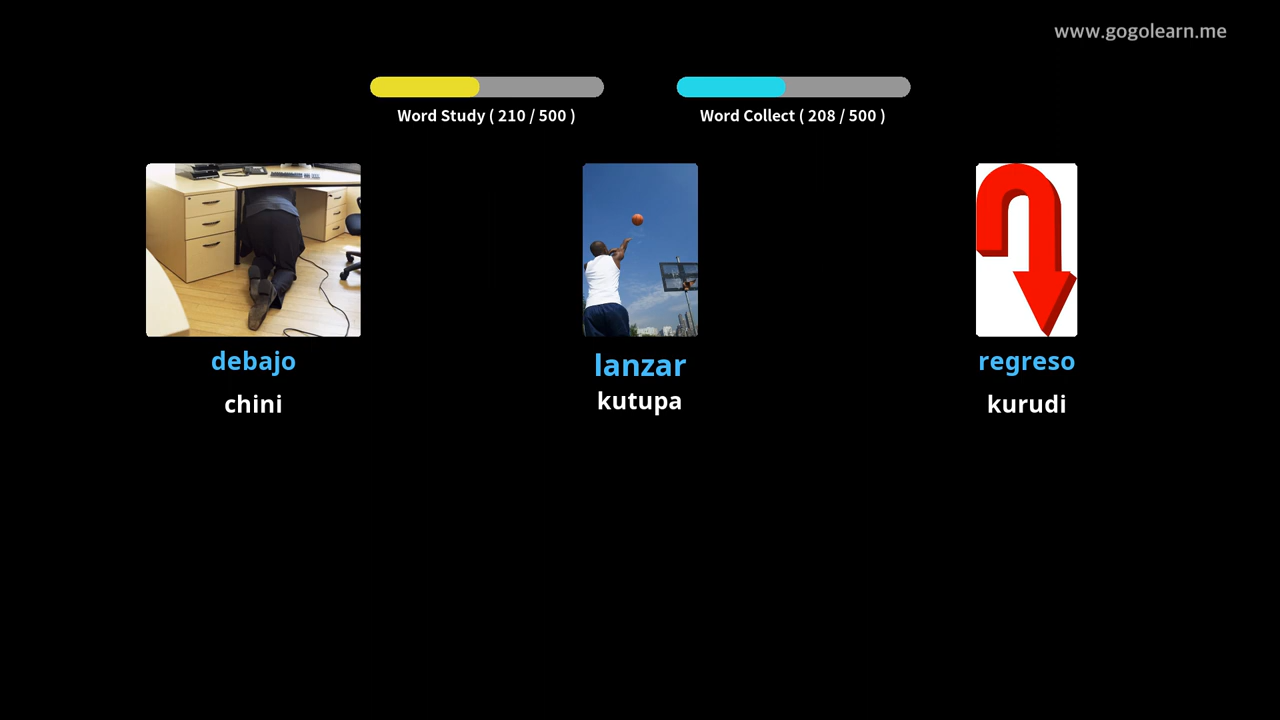 www.gogolearn.me
Word Study ( 210 / 500 )
Word Collect ( 208 / 500 )
debajo
chini
lanzar
kutupa
regreso
kurudi